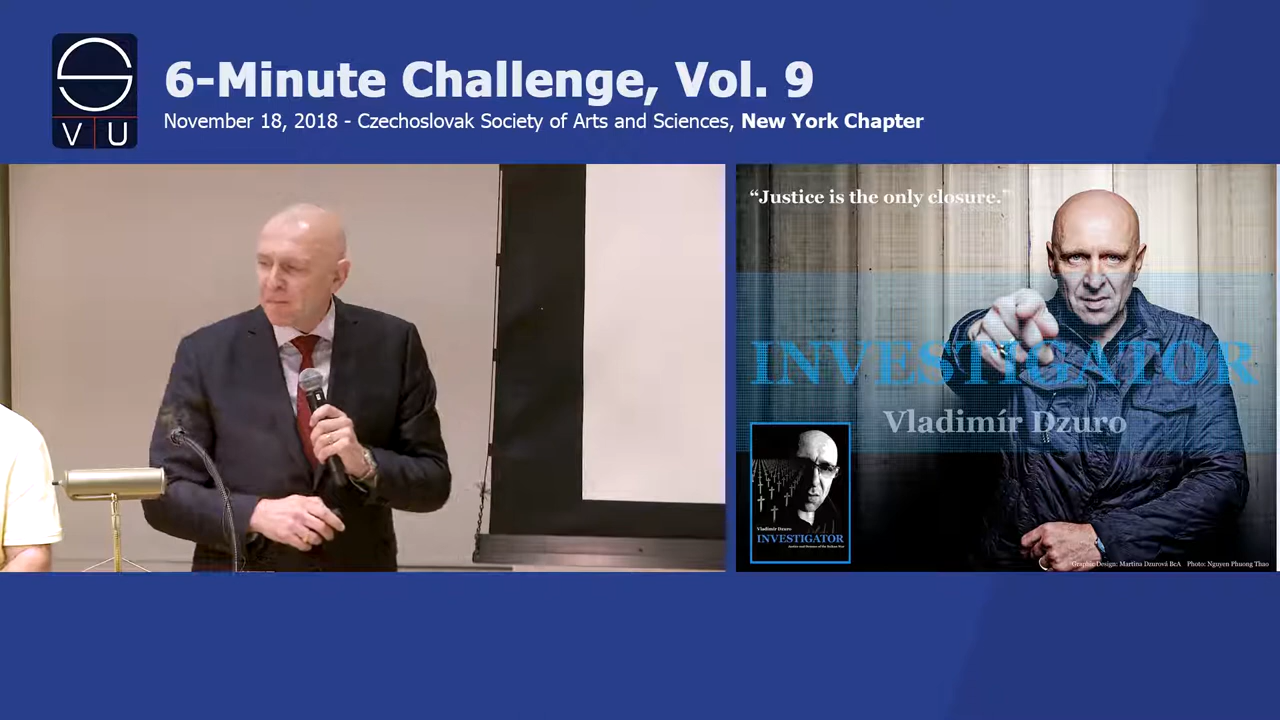 S
V U
6-Minute Challenge, Vol. 9
November 18, 2018 - Czechoslovak Society of Arts and Sciences, New York Chapter
“Justice is the only closure.”
INVESTIGATOR
Vladimír Dzuro
Vladimír Dzuro
INVESTIGATOR
Graphic Design: Martina Dzurová BcA Photo: Nguyen Phuong Thao